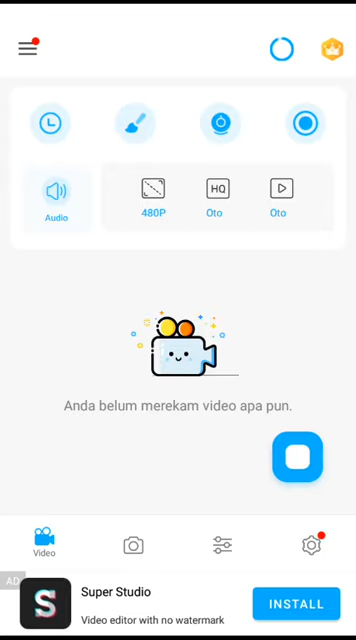 HQ
Audio
480P
Oto
Oto
Anda belum merekam video apa pun.
Video
AD
S
Super Studio
Video editor with no watermark
INSTALL